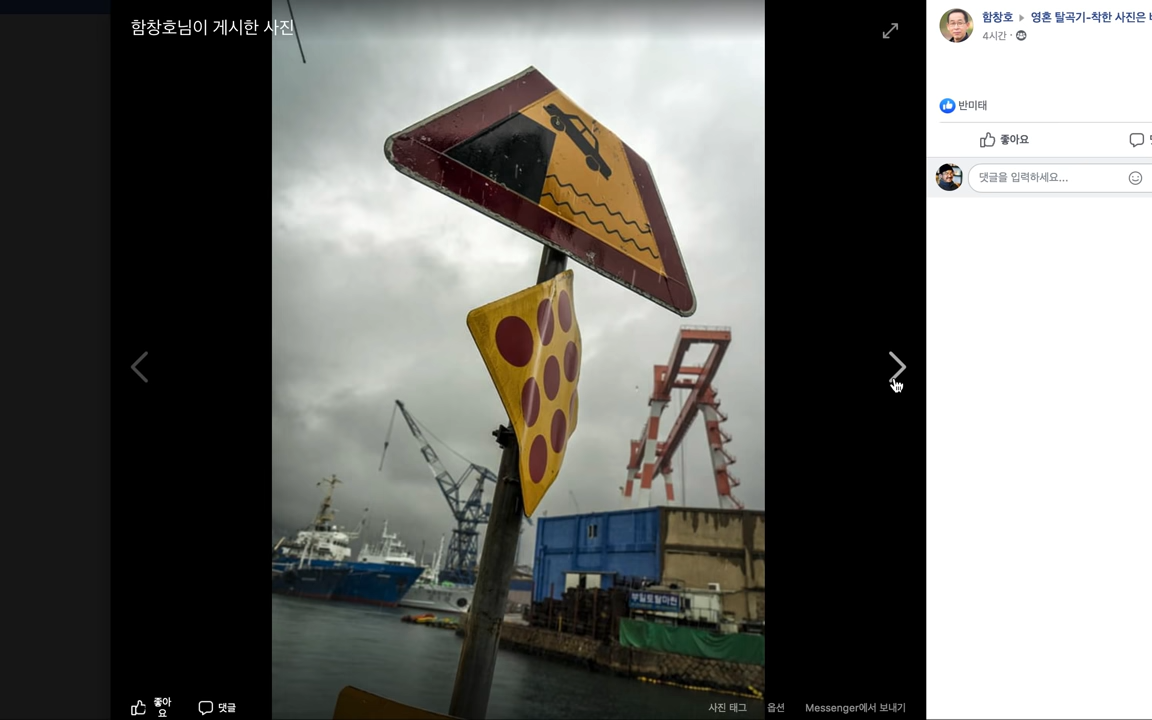 함창호님이 게시한 사진
함창호 ▶ 영혼 탈곡기-착한 사진은
4시간 ·
반미태
좋아요
댓글을 입력하세요...
부일토탈마린
좋아요
댓글
사진 태그
옵션
Messenger에서 보내기